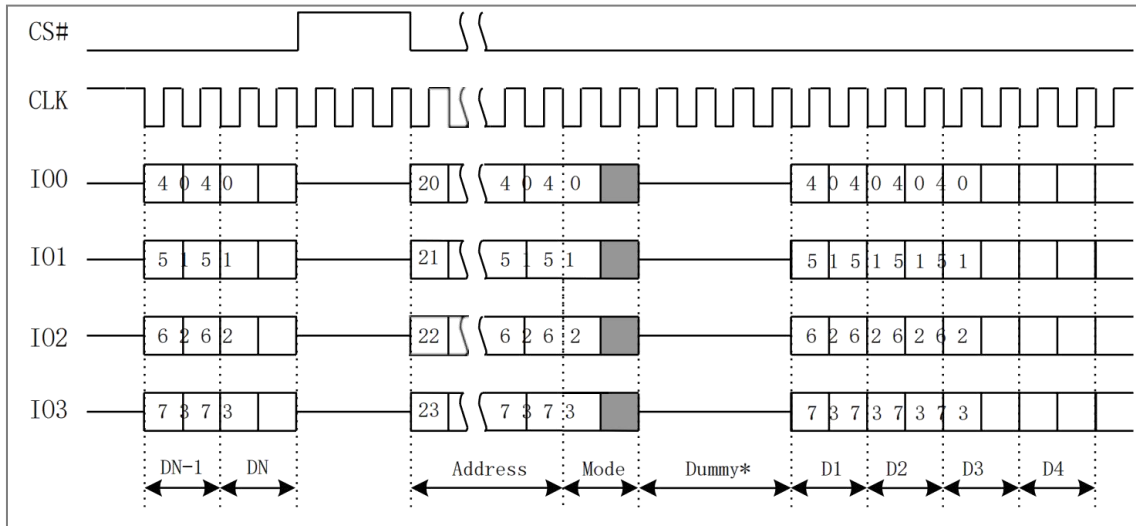 CS#
CLK
IO0 4 0 4 0 20 4 0 4 0 4 0 4 0 4 0 4 0
IO1 5 1 5 1 21 5 1 5 1 5 1 5 1 5 1 5 1
IO2 6 2 6 2 22 6 2 6 2 6 2 6 2 6 2 6 2
IO3 7 3 7 3 23 7 3 7 3 7 3 7 3 7 3 7 3
DN-1 DN Address Mode Dummy* D1 D2 D3 D4